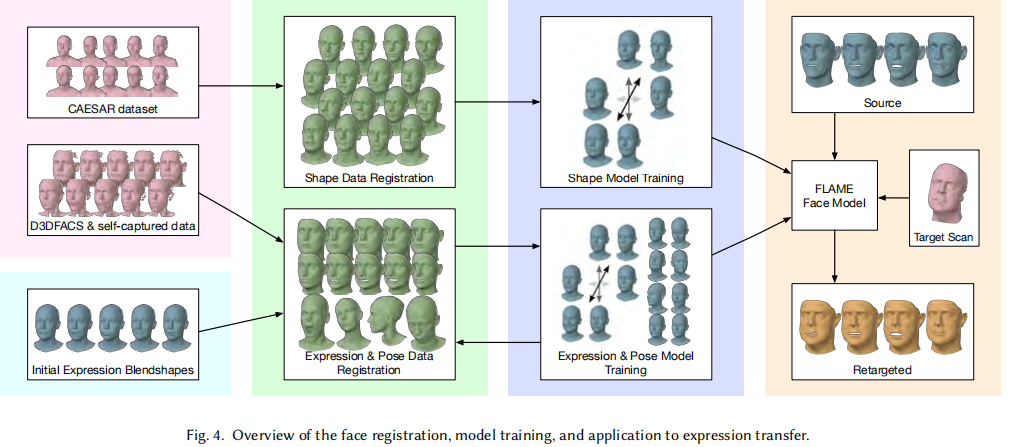 CAESAR dataset
D3DFACS & self-captured data
Initial Expression Blendshapes
Shape Data Registration
Expression & Pose Data
Registration
Shape Model Training
Expression & Pose Model
Training
Source
FLAME
Face Model
Target Scan
Retargeted
Fig. 4. Overview of the face registration, model training, and application to expression transfer.